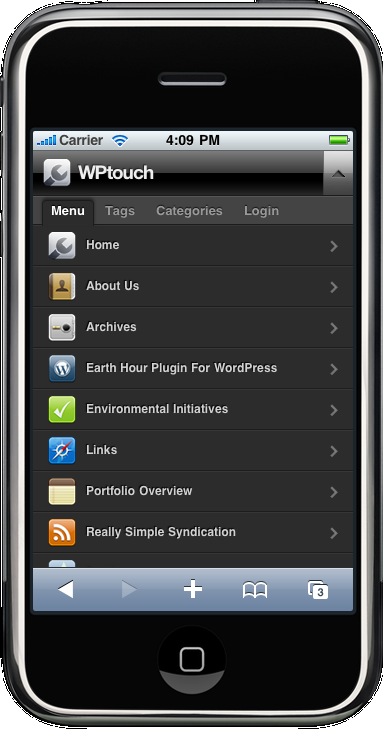 Carrier 4:09 PM
WPtouch
Menu Tags Categories Login
Home
About Us
Archives
Earth Hour Plugin For WordPress
Environmental Initiatives
Links
Portfolio Overview
Really Simple Syndication
3